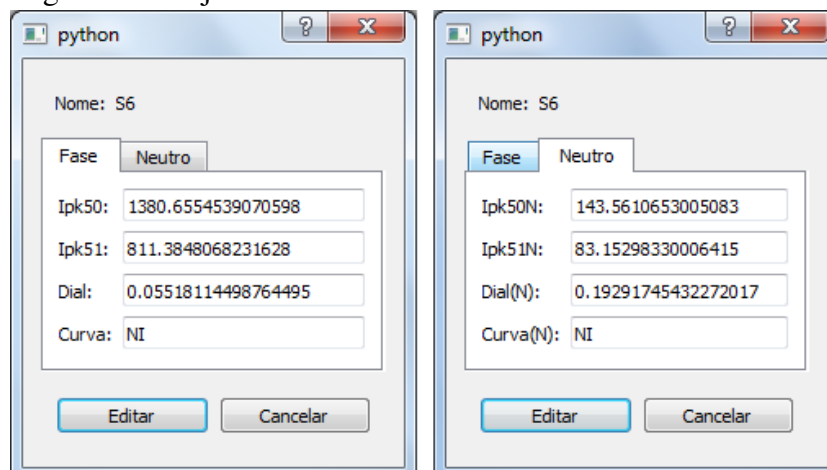 python
Nome: S6
Fase Neutro
Ipk50: 1380.6554539070598
Ipk51: 811.3848068231628
Dial: 0.05518114498764495
Curva: NI
Editar Cancelar
python
Nome: S6
Fase Neutro
Ipk50N: 143.5610653005083
Ipk51N: 83.15298330006415
Dial(N): 0.19291745432272017
Curva(N): NI
Editar Cancelar